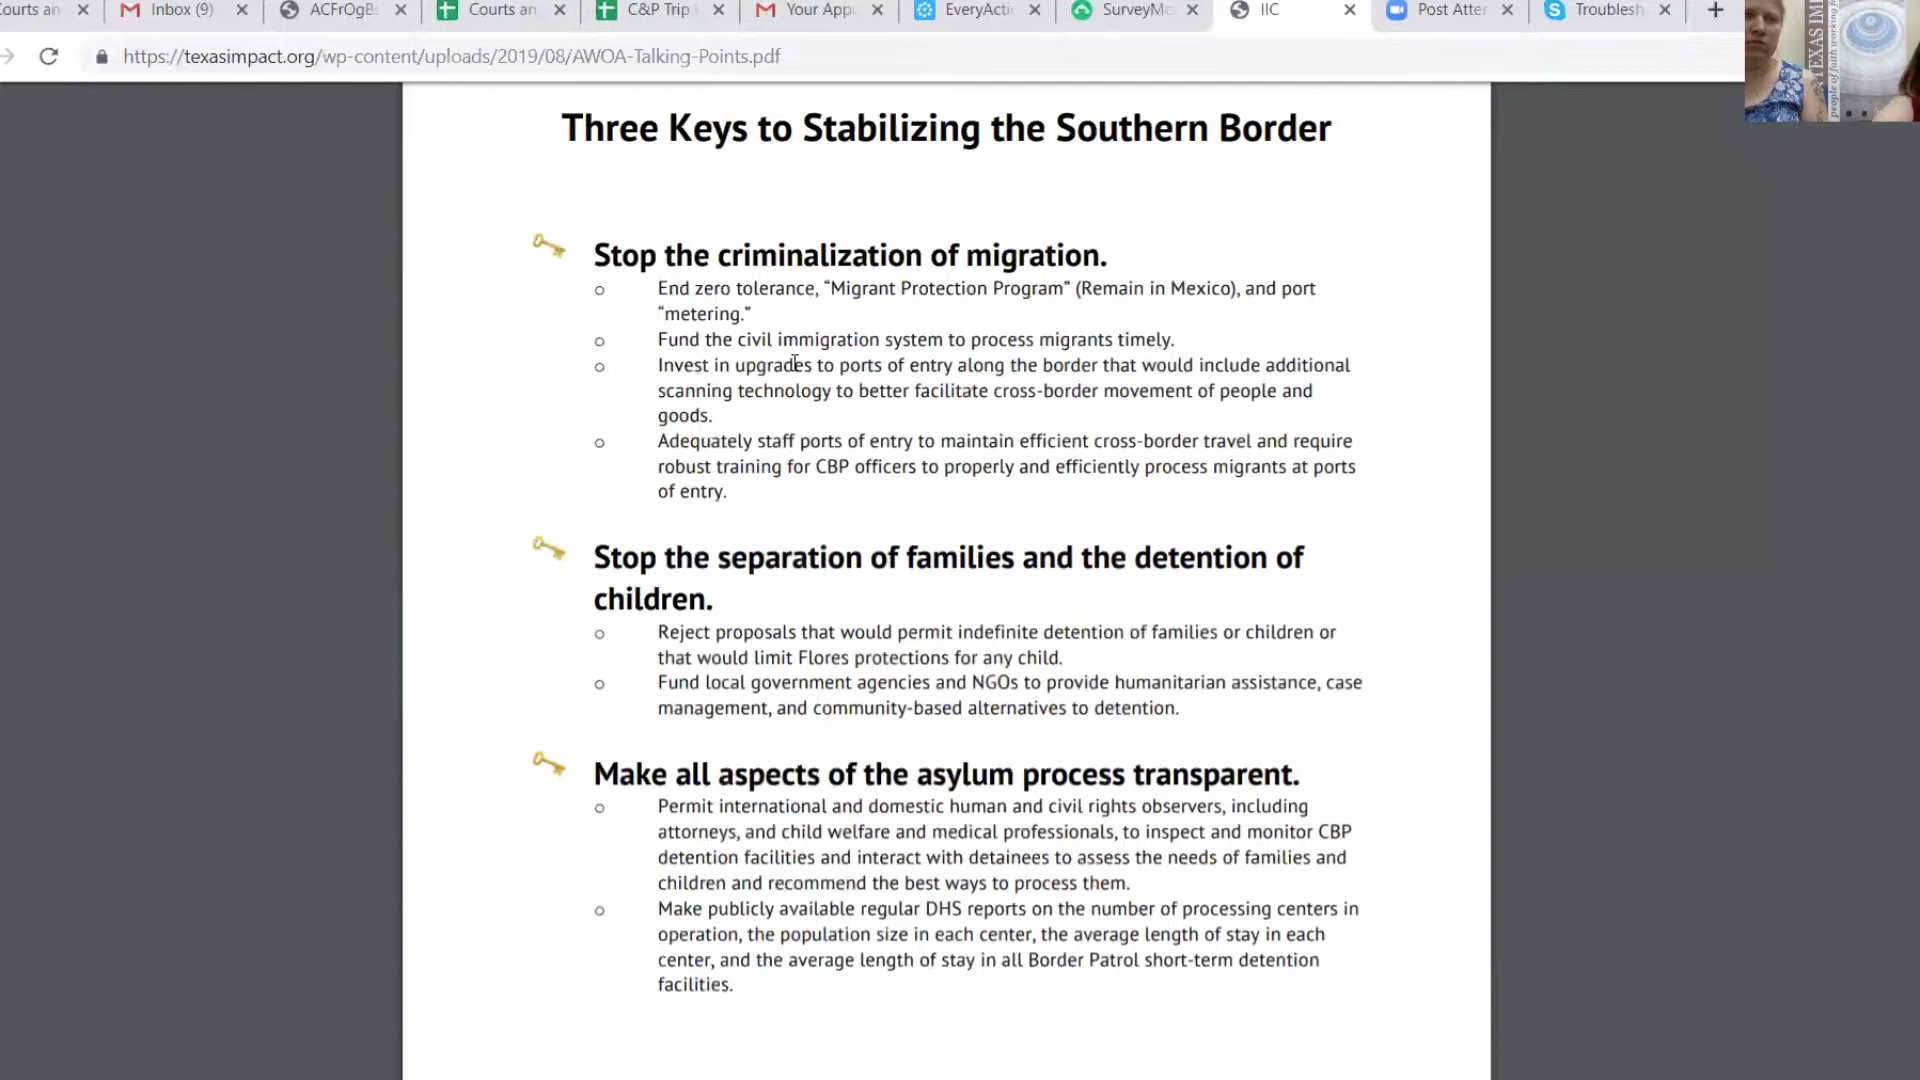 ourts an
Inbox (9)
ACFrOgBs
Courts an
C&P Trip
Your App
EveryActi
SurveyMo
IIC
Post Atter
Troublesh
https://texasimpact.org/wp-content/uploads/2019/08/AWOA-Talking-Points.pdf
TEXAS IM
people of faith working f
Three Keys to Stabilizing the Southern Border
Stop the criminalization of migration.
End zero tolerance, “Migrant Protection Program” (Remain in Mexico), and port
“metering.”
Fund the civil immigration system to process migrants timely.
Invest in upgrades to ports of entry along the border that would include additional
scanning technology to better facilitate cross-border movement of people and
goods.
Adequately staff ports of entry to maintain efficient cross-border travel and require
robust training for CBP officers to properly and efficiently process migrants at ports
of entry.
Stop the separation of families and the detention of
children.
Reject proposals that would permit indefinite detention of families or children or
that would limit Flores protections for any child.
Fund local government agencies and NGOs to provide humanitarian assistance, case
management, and community-based alternatives to detention.
Make all aspects of the asylum process transparent.
Permit international and domestic human and civil rights observers, including
attorneys, and child welfare and medical professionals, to inspect and monitor CBP
detention facilities and interact with detainees to assess the needs of families and
children and recommend the best ways to process them.
Make publicly available regular DHS reports on the number of processing centers in
operation, the population size in each center, the average length of stay in each
center, and the average length of stay in all Border Patrol short-term detention
facilities.